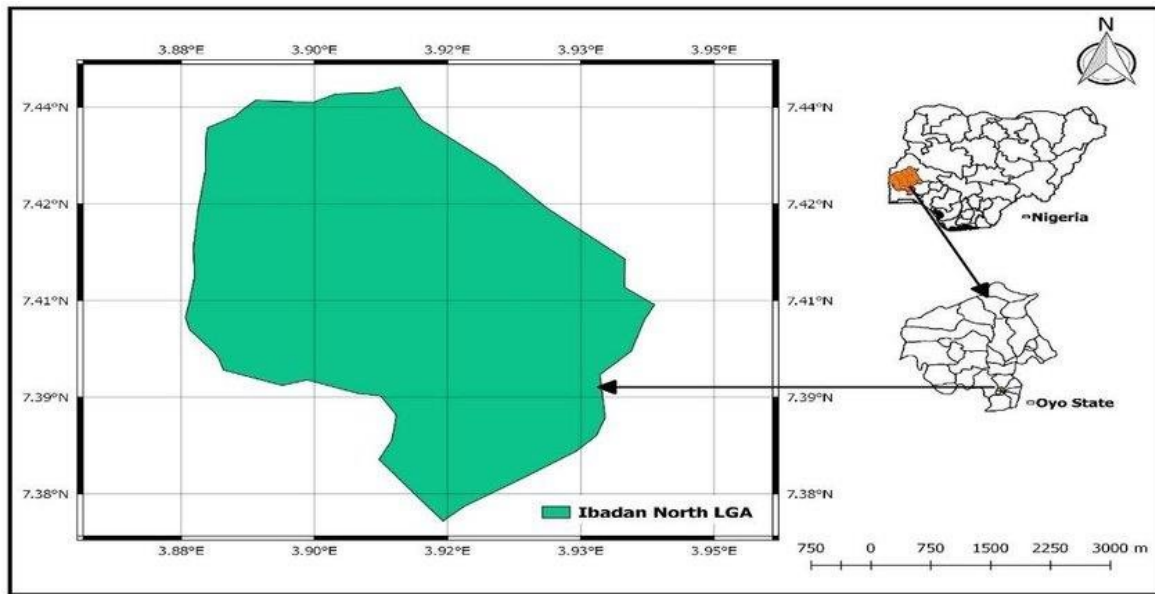 N
3.88°E 3.90°E 3.92°E 3.93°E 3.95°E
7.44°N 7.44°N
7.42°N 7.42°N
Nigeria
7.41°N 7.41°N
7.39°N 7.39°N
Oyo State
7.38°N 7.38°N
Ibadan North LGA
3.88°E 3.90°E 3.92°E 3.93°E 3.95°E
750 0 750 1500 2250 3000 m